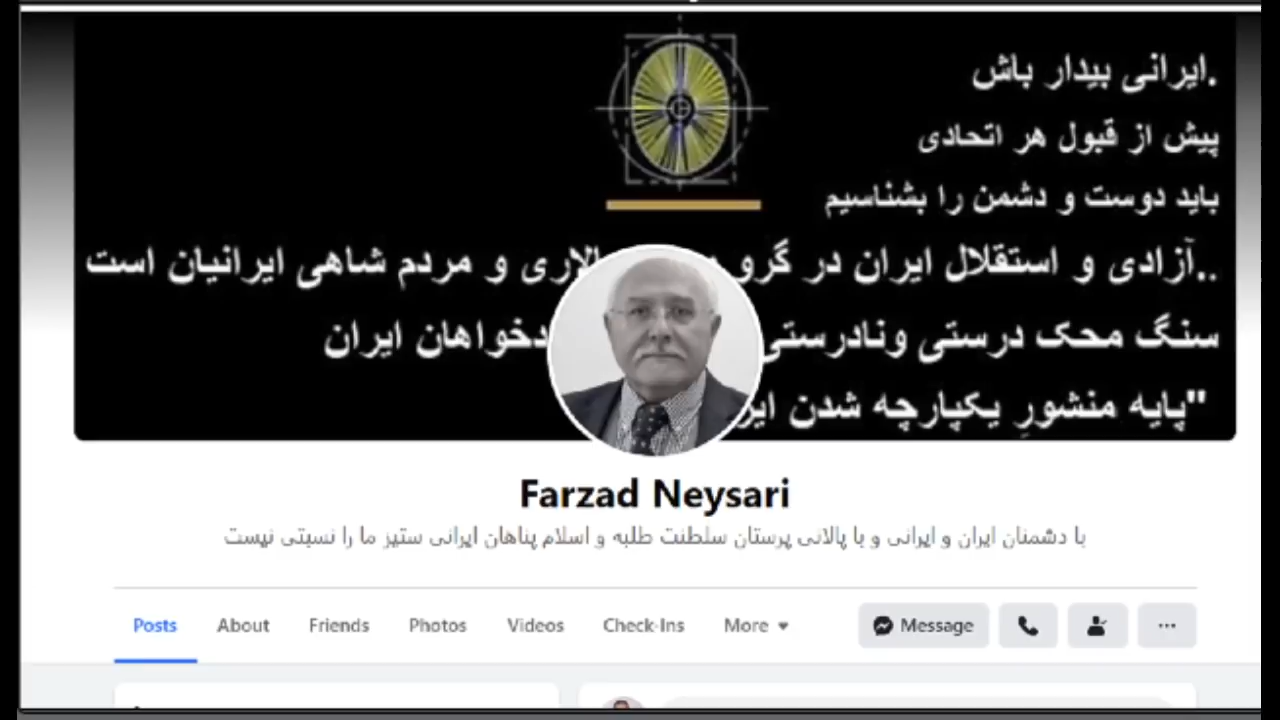 ایرانی بیدار باش.
پیش از قبول هر اتحادی
باید دوست و دشمن را بشناسیم
..آزادی و استقلال ایران در گرو الاری و مردم شاهی ایرانیان است
سنگ محک درستی ونادرستی دخواهان ایران
"پایه منشورِ یکپارچه شدن
Farzad Neysari
با دشمنان ایران و ایرانی و با پالانی پرستان سلطنت طلبه و اسلام پناهان ایرانی ستیز ما را نسبتی نیست
Posts About Friends Photos Videos Check-Ins More Message